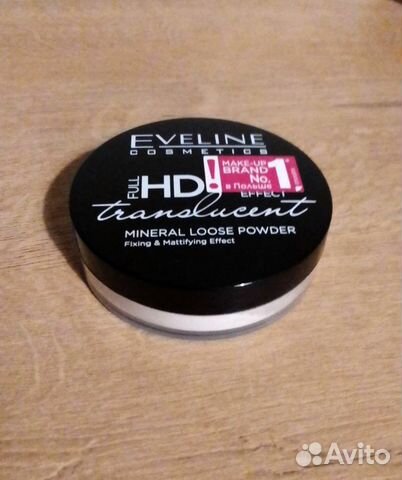 EVELINE
COSMETICS
FULL HD
EFFECT
!
MAKE-UP
BRAND
No. 1
в Польше
translucent
MINERAL LOOSE POWDER
Fixing & Mattifying Effect
Avito